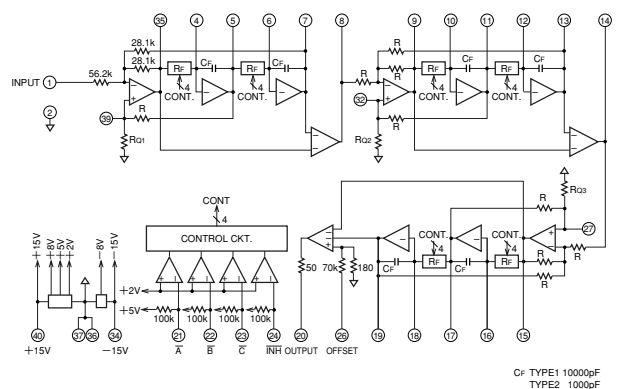 35 4 5 6 7 8 9 10 11 12 13 14
28.1k
28.1k
RF CF RF CF R R RF CF RF CF
56.2k
INPUT 1
4 CONT. 4 CONT. 4 CONT. 4 CONT.
2
39 R 32 R
RQ1 RQ2
RQ3
CONT
4
R
27
CONTROL CKT.
CONT. CONT.
4 4
R
+15V +8V +5V +2V −8V −15V
50 70k 180 CF RF CF RF R
R
+2V
+5V
100k 100k 100k 100k
40 37 36 34 21 22 23 24 20 26 19 18 17 16 15
+15V −15V A B C INH OUTPUT OFFSET
CF TYPE1 10000pF
TYPE2 1000pF